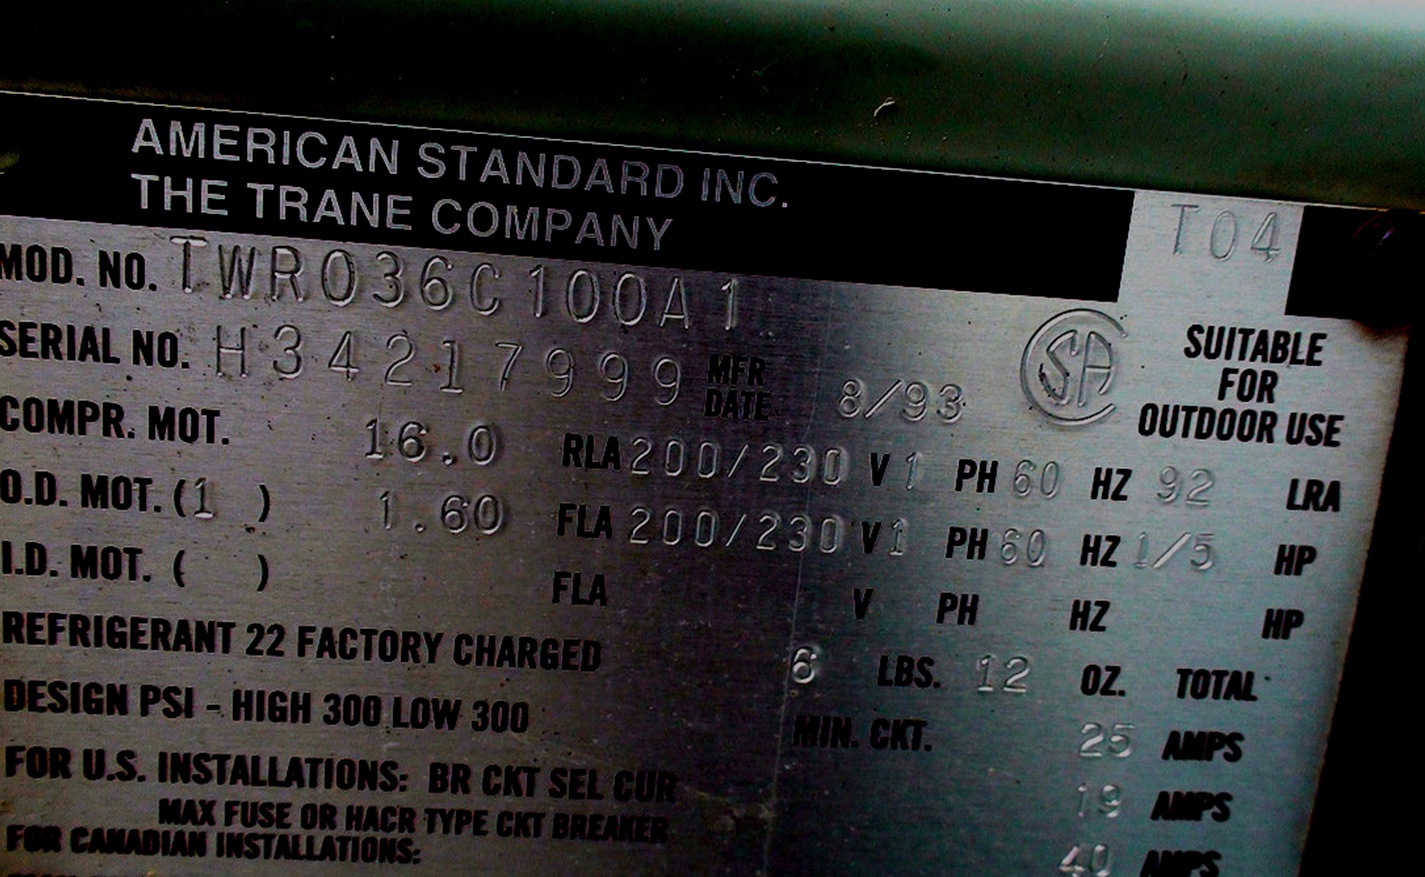 AMERICAN STANDARD INC.
THE TRANE COMPANY
T04
MOD. NO. TWR036C100A1
SERIAL NO. H34217999 MFR DATE 8/93
SA
SUITABLE
FOR
OUTDOOR USE
COMPR. MOT. 16.0 RLA 200/230 V 1 PH 60 HZ 92 LRA
O.D. MOT. (1 ) 1.60 FLA 200/230 V 1 PH 60 HZ 1/5 HP
I.D. MOT. ( ) FLA V PH HZ HP
REFRIGERANT 22 FACTORY CHARGED 6 LBS. 12 OZ. TOTAL
DESIGN PSI - HIGH 300 LOW 300 MIN. CKT. 25 AMPS
FOR U.S. INSTALLATIONS: BR CKT SEL CUR 19 AMPS
MAX FUSE OR HACR TYPE CKT BREAKER 40 AMPS
FOR CANADIAN INSTALLATIONS: